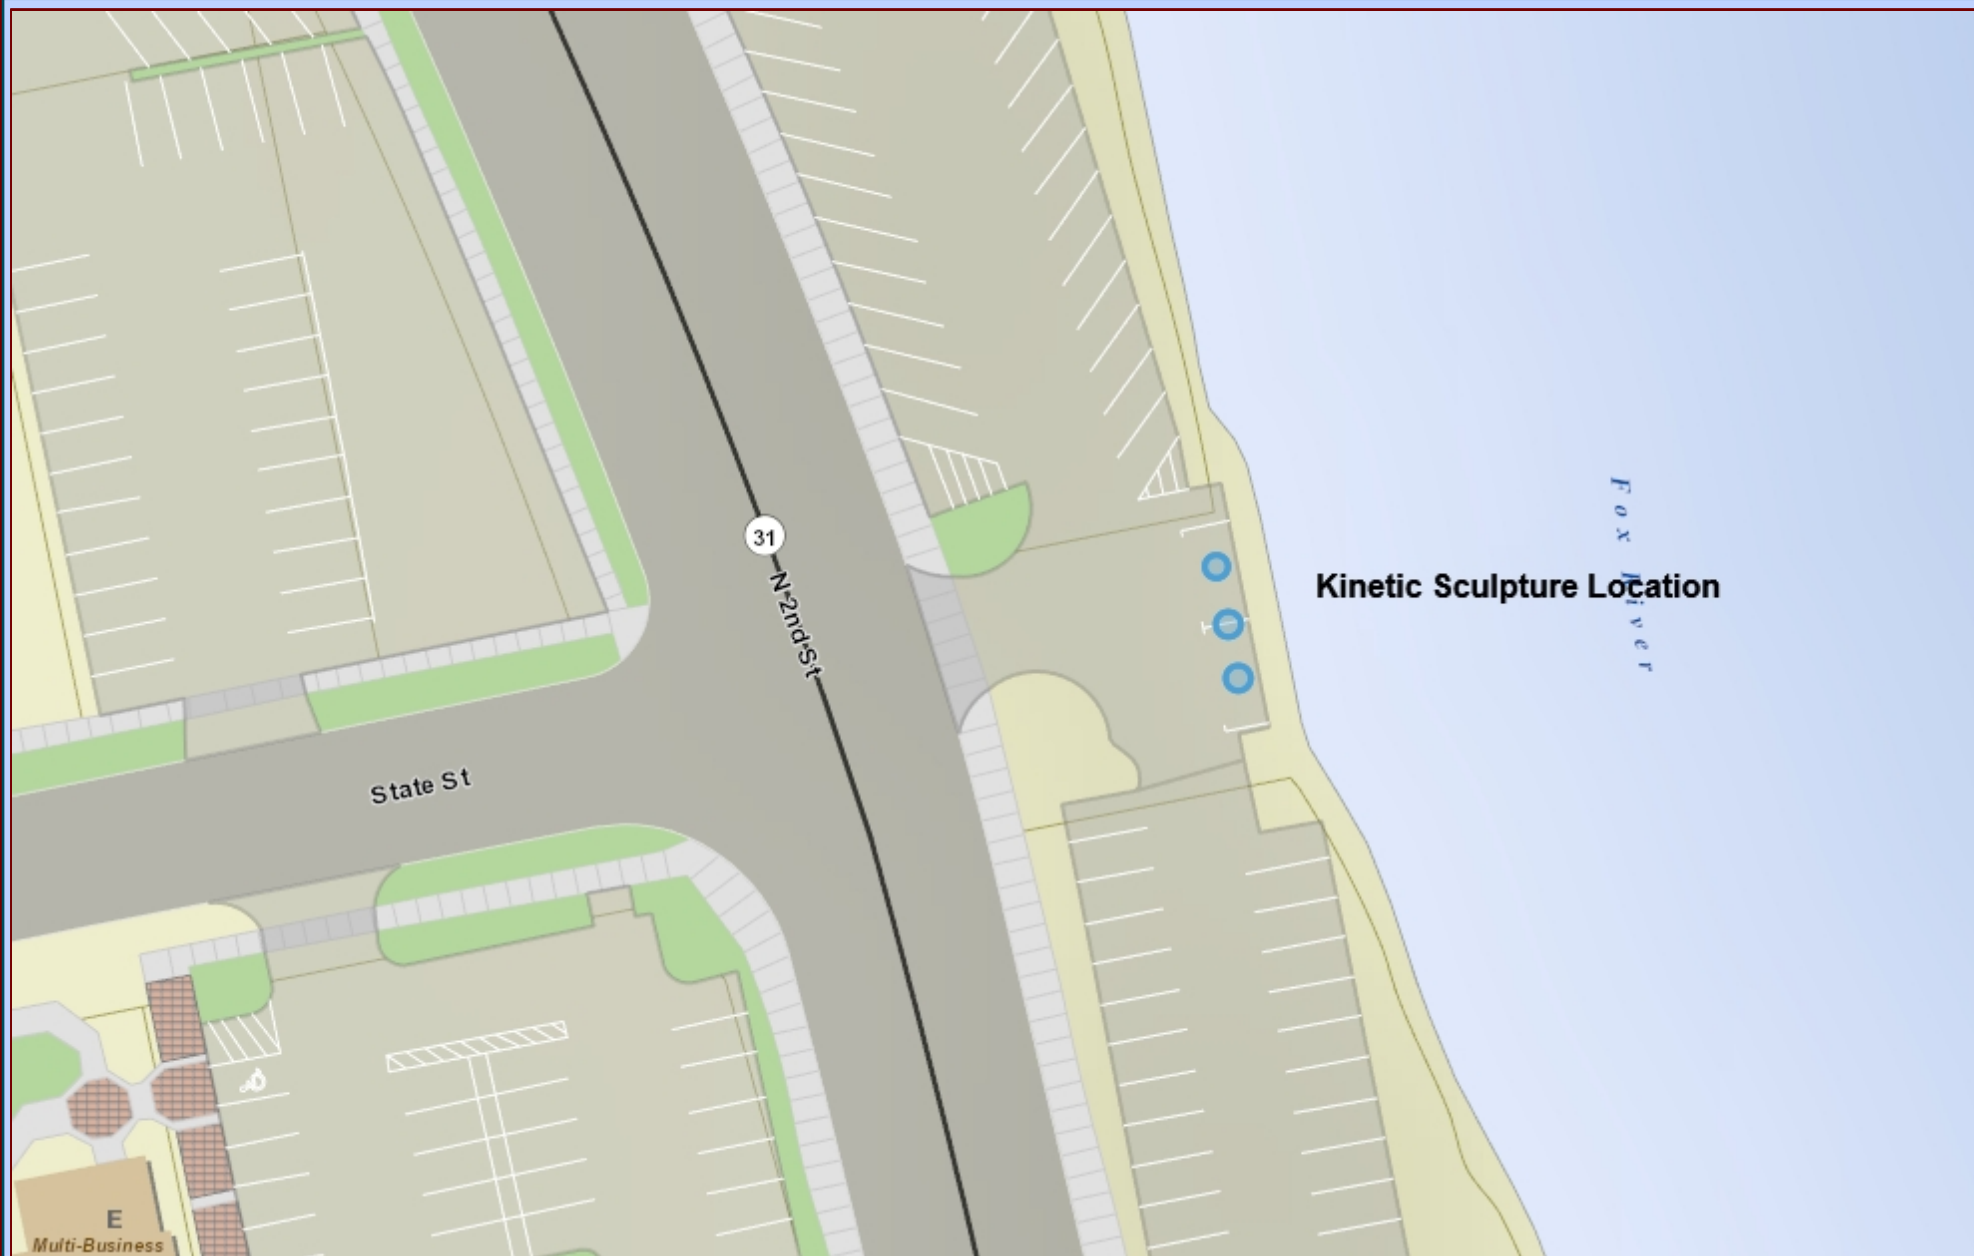 31
N 2nd St
Kinetic Sculpture Location
Fox River
State St
E
Multi-Business